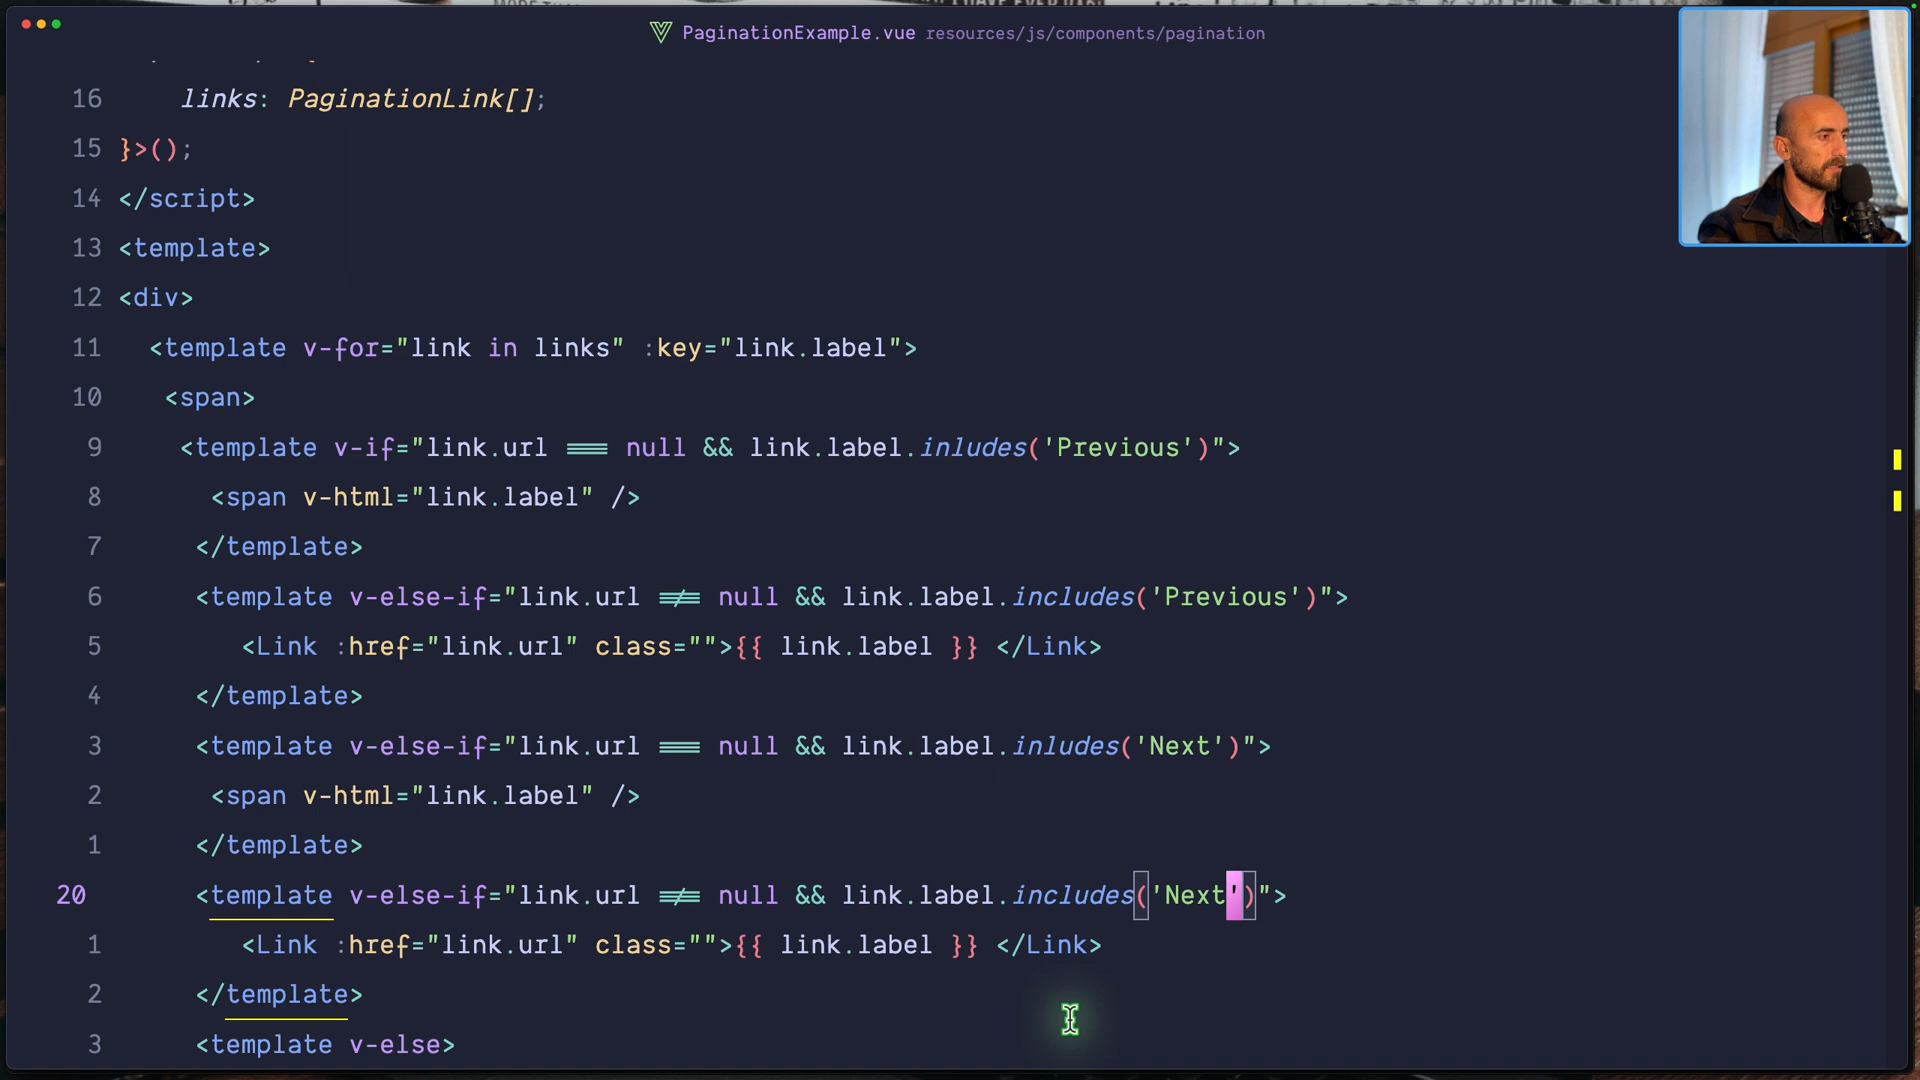 PaginationExample.vue resources/js/components/pagination
16 links: PaginationLink[];
15 }>();
14 </script>
13 <template>
12 <div>
11 <template v-for="link in links" :key="link.label">
10 <span>
9 <template v-if="link.url === null && link.label.inludes('Previous')">
8 <span v-html="link.label" />
7 </template>
6 <template v-else-if="link.url !== null && link.label.includes('Previous')">
5 <Link :href="link.url" class="">{{ link.label }} </Link>
4 </template>
3 <template v-else-if="link.url === null && link.label.inludes('Next')">
2 <span v-html="link.label" />
1 </template>
20 <template v-else-if="link.url !== null && link.label.includes('Next')">
1 <Link :href="link.url" class="">{{ link.label }} </Link>
2 </template>
3 <template v-else>